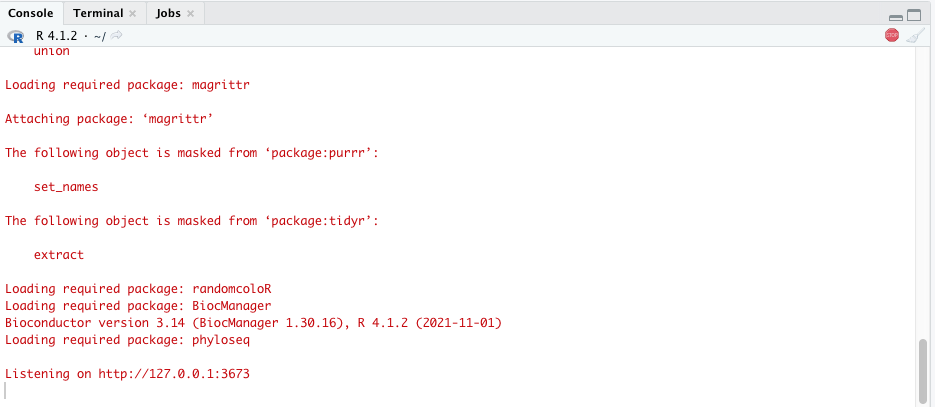 Console Terminal × Jobs ×
R R 4.1.2 · ~/
STOP
union
Loading required package: magrittr
Attaching package: ‘magrittr’
The following object is masked from ‘package:purrr’:
set_names
The following object is masked from ‘package:tidyr’:
extract
Loading required package: randomcoloR
Loading required package: BiocManager
Bioconductor version 3.14 (BiocManager 1.30.16), R 4.1.2 (2021-11-01)
Loading required package: phyloseq
Listening on http://127.0.0.1:3673